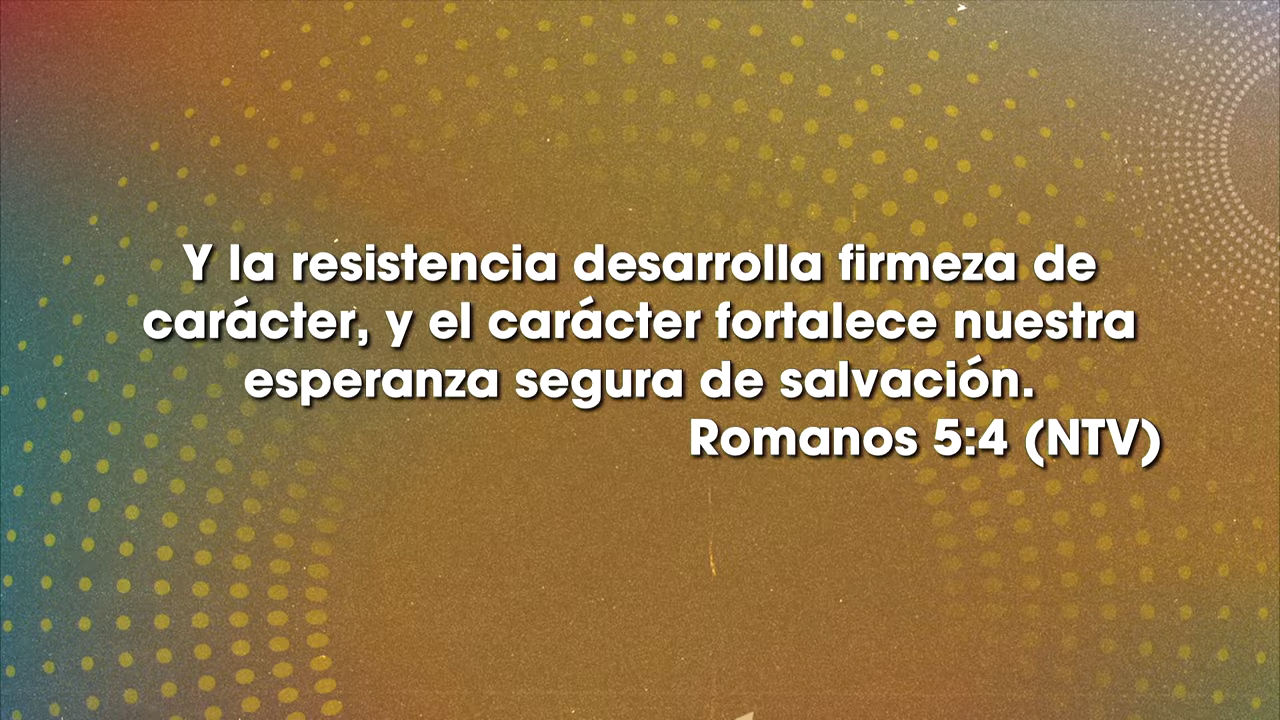 Y la resistencia desarrolla firmeza de
carácter, y el carácter fortalece nuestra
esperanza segura de salvación.
Romanos 5:4 (NTV)